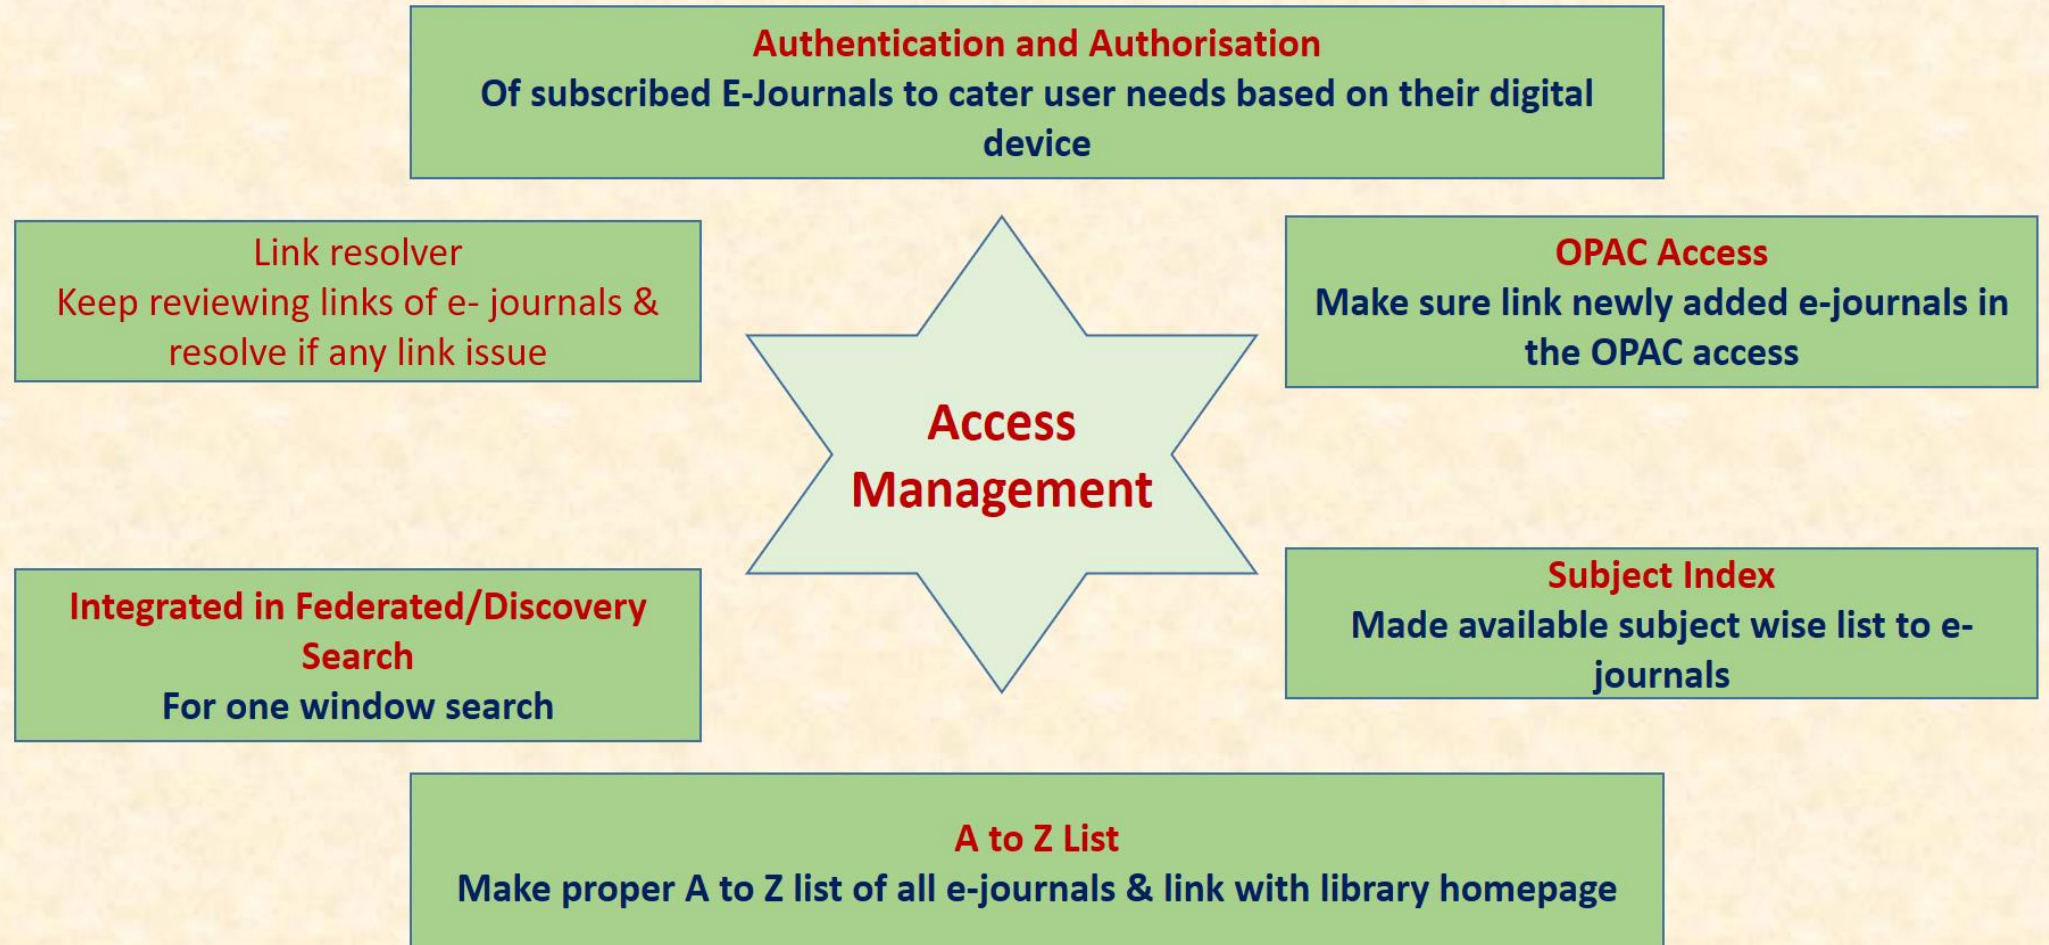 Authentication and Authorisation
Of subscribed E-Journals to cater user needs based on their digital
device
Link resolver
Keep reviewing links of e- journals &
resolve if any link issue
OPAC Access
Make sure link newly added e-journals in
the OPAC access
Access
Management
Integrated in Federated/Discovery
Search
For one window search
Subject Index
Made available subject wise list to e-
journals
A to Z List
Make proper A to Z list of all e-journals & link with library homepage